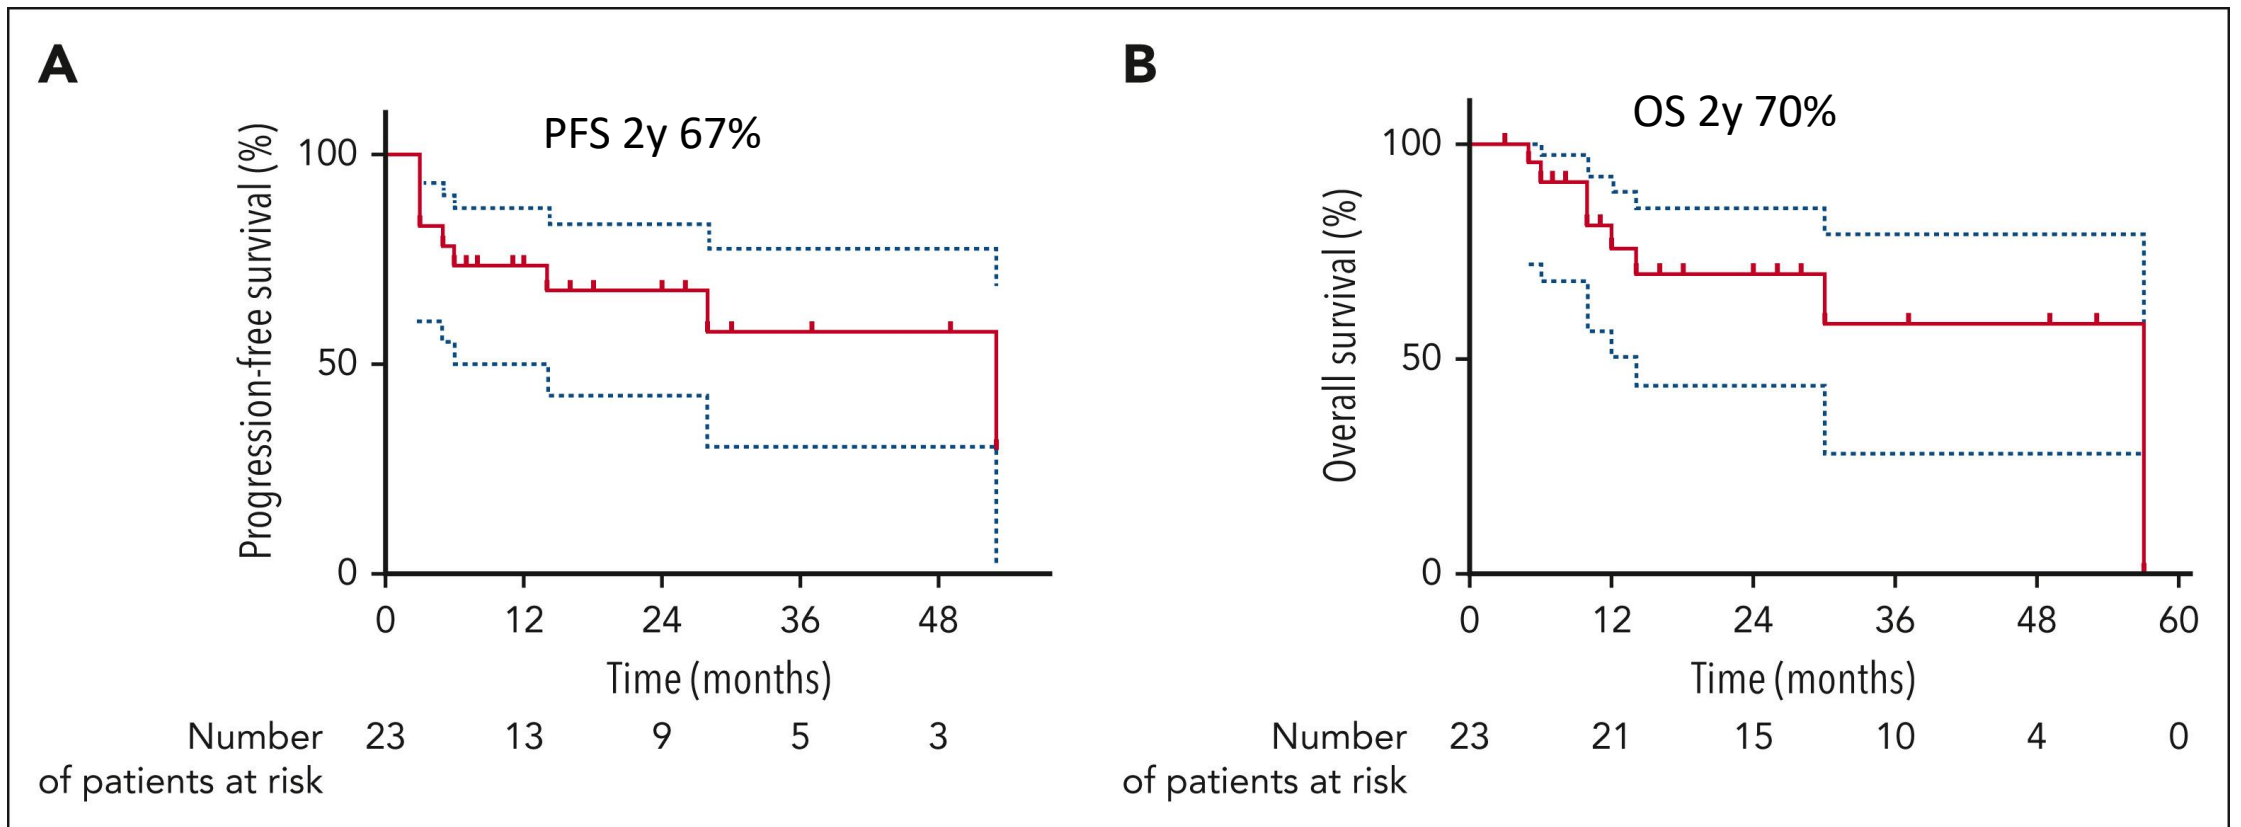 A
PFS 2y 67%
Progression-free survival (%)
100
50
0
0 12 24 36 48
Time (months)
Number 23 13 9 5 3
of patients at risk
B
OS 2y 70%
Overall survival (%)
100
50
0
0 12 24 36 48 60
Time (months)
Number 23 21 15 10 4 0
of patients at risk